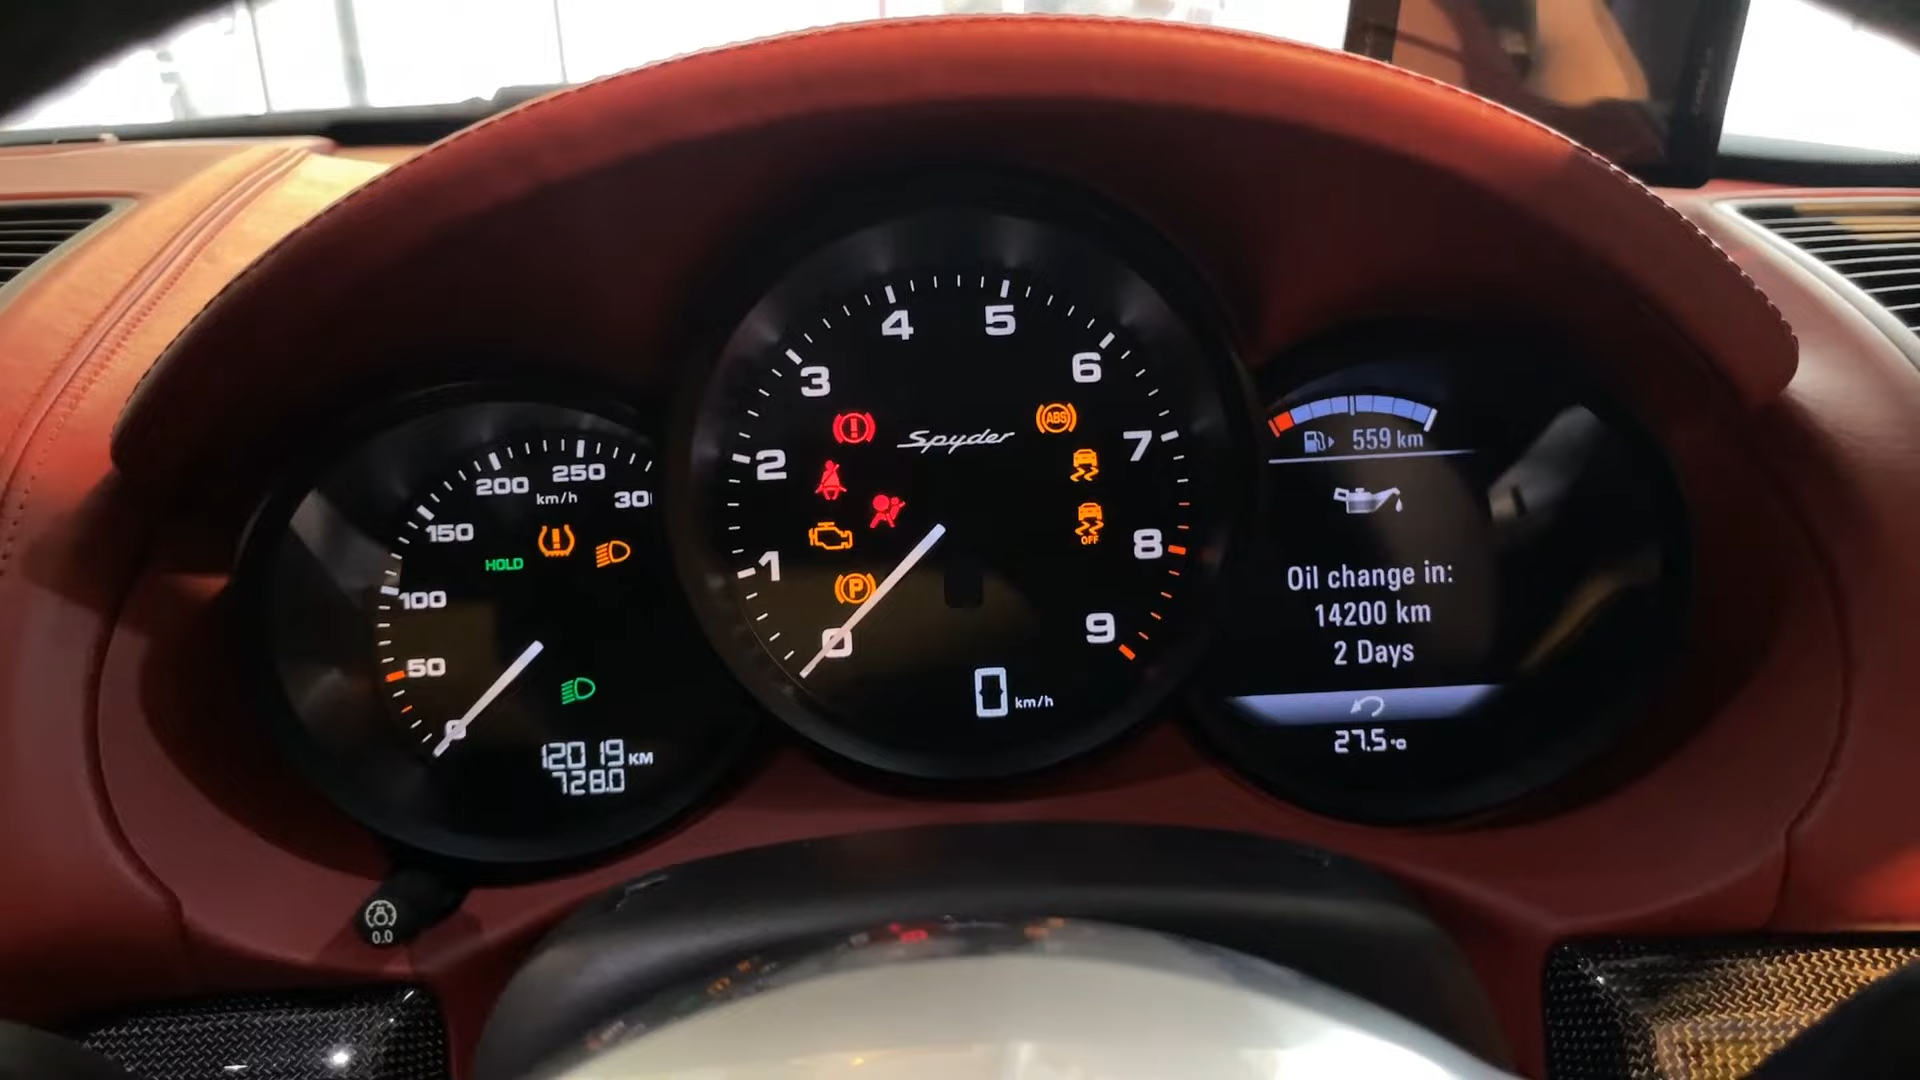 50
100
150
200
250
30
km/h
HOLD
0
12019 KM
728.0
0.0
0
1
2
3
4
5
6
7
8
9
Spyder
ABS
OFF
P
0 km/h
559 km
Oil change in:
14200 km
2 Days
27.5 °C